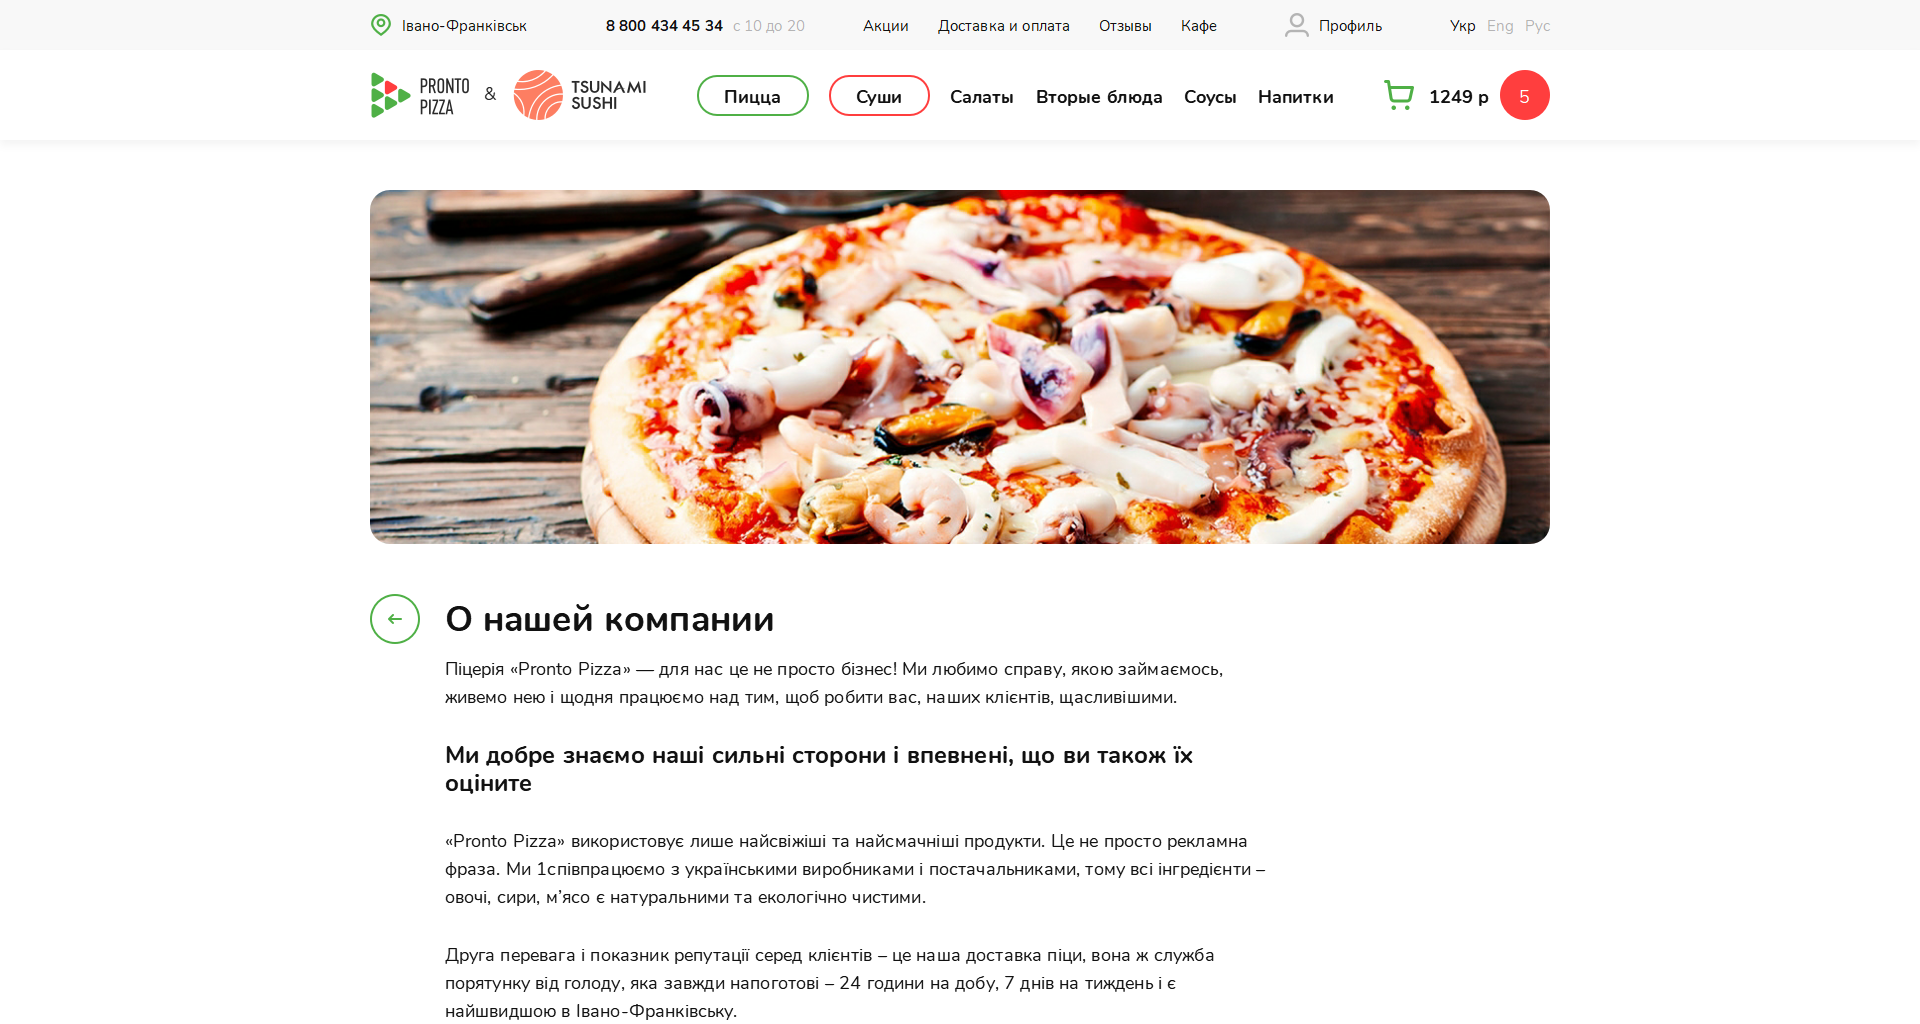 Івано-Франківськ
8 800 434 45 34 с 10 до 20
Акции Доставка и оплата Отзывы Кафе
Профиль
Укр Eng Рус
PRONTO PIZZA & TSUNAMI SUSHI
Пицца Суши Салаты Вторые блюда Соусы Напитки
1249 р 5
О нашей компании
Піцерія «Pronto Pizza» — для нас це не просто бізнес! Ми любимо справу, якою займаємось,
живемо нею і щодня працюємо над тим, щоб робити вас, наших клієнтів, щасливішими.
Ми добре знаємо наші сильні сторони і впевнені, що ви також їх
оціните
«Pronto Pizza» використовує лише найсвіжіші та найсмачніші продукти. Це не просто рекламна
фраза. Ми 1співпрацюємо з українськими виробниками і постачальниками, тому всі інгредієнти –
овочі, сири, м’ясо є натуральними та екологічно чистими.
Друга перевага і показник репутації серед клієнтів – це наша доставка піци, вона ж служба
порятунку від голоду, яка завжди напоготові – 24 години на добу, 7 днів на тиждень і є
найшвидшою в Івано-Франківську.